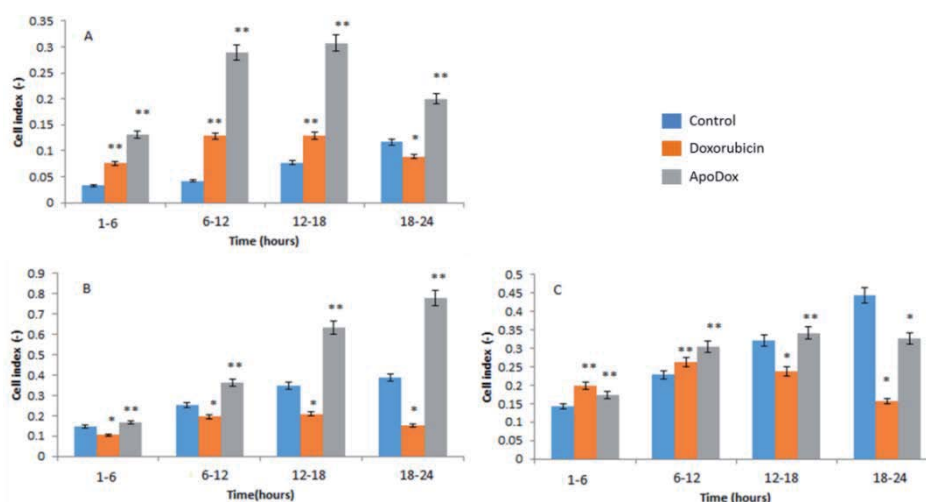 A
0.35
0.3
0.25
0.2
0.15
0.1
0.05
0
Cell index (-)
** ** ** ** ** ** * **
1-6 6-12 12-18 18-24
Time (hours)
Control
Doxorubicin
ApoDox
B
0.9
0.8
0.7
0.6
0.5
0.4
0.3
0.2
0.1
0
Cell index (-)
* ** * ** * ** * **
1-6 6-12 12-18 18-24
Time(hours)
C
0.5
0.45
0.4
0.35
0.3
0.25
0.2
0.15
0.1
0.05
0
Cell index (-)
** ** ** ** * ** * *
1-6 6-12 12-18 18-24
Time (hours)